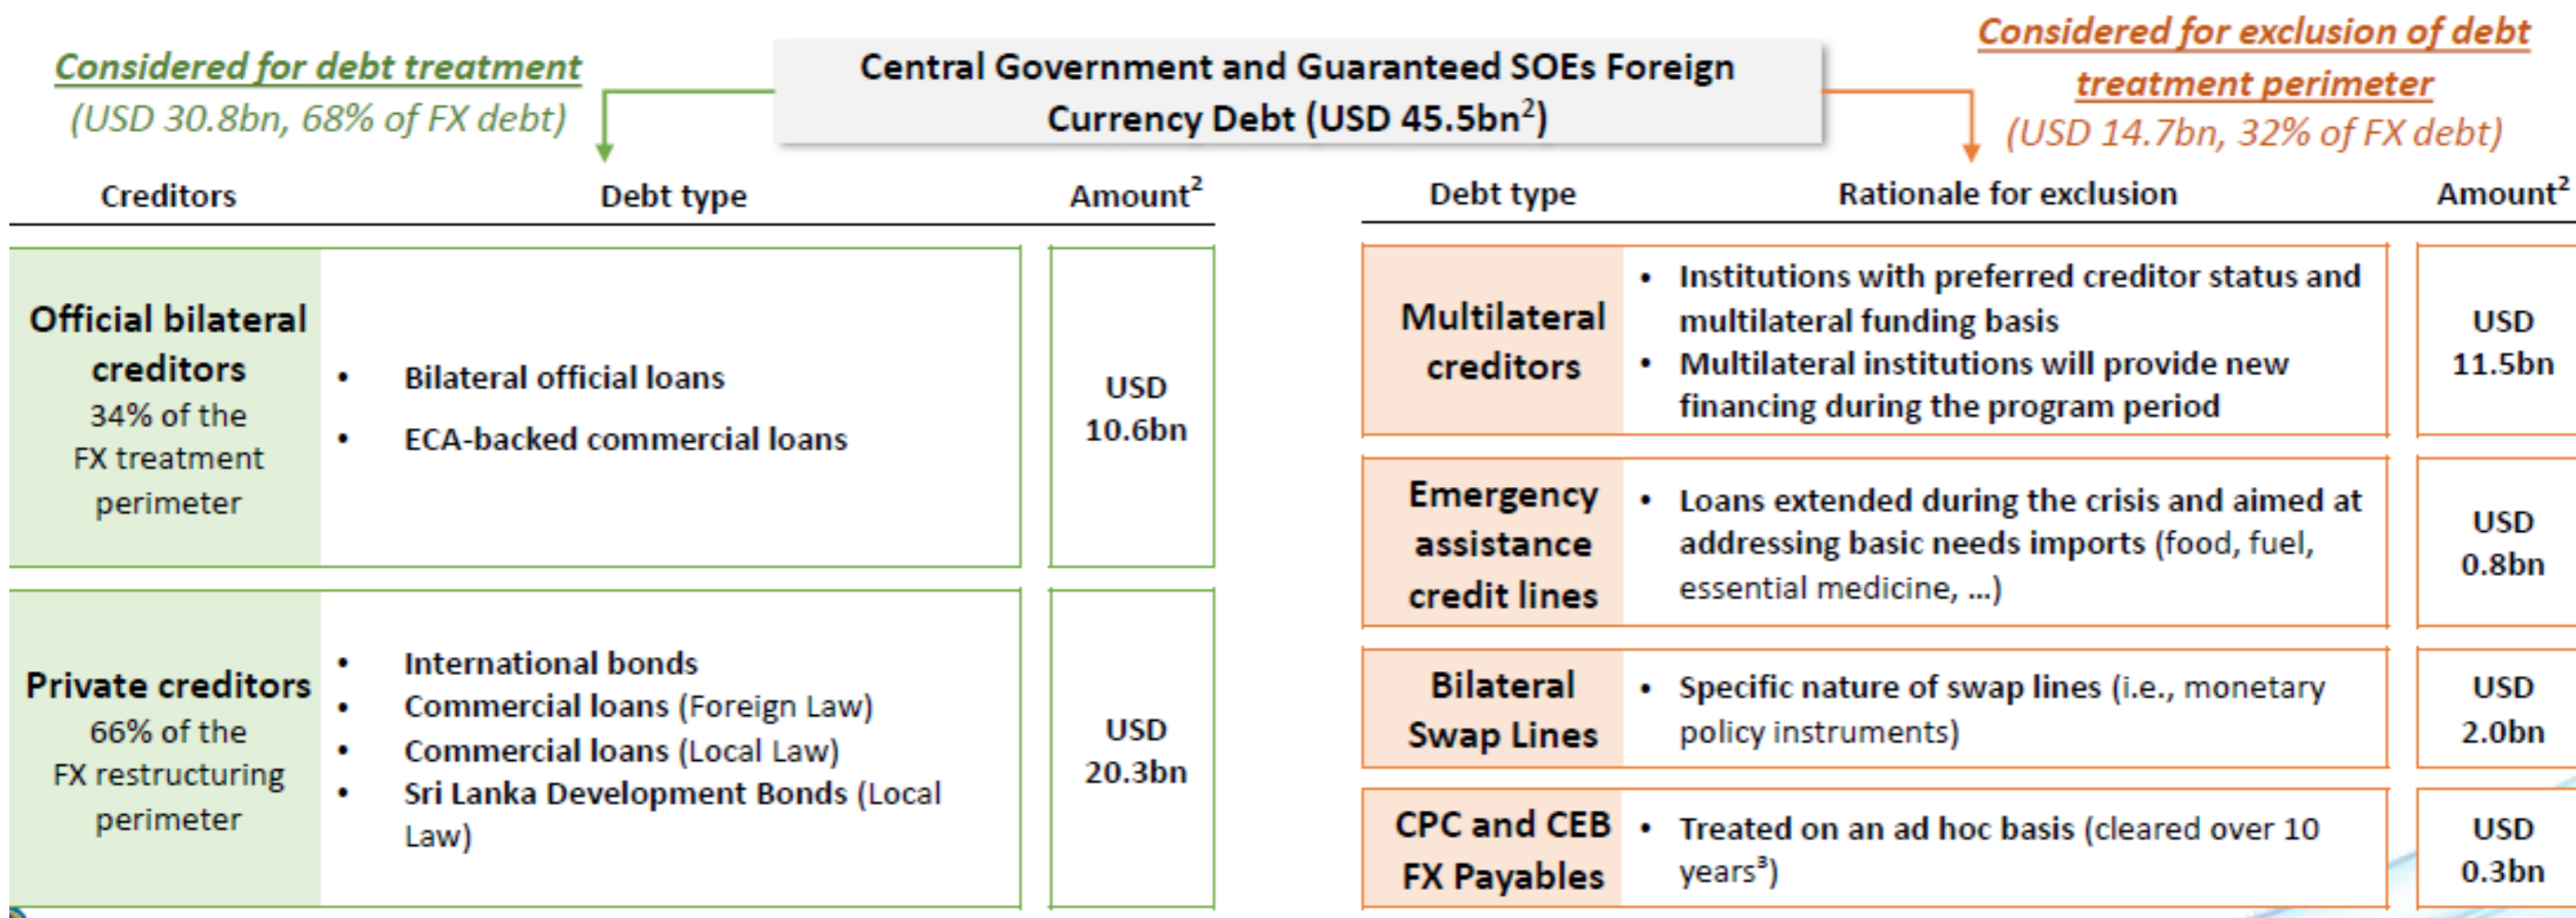 Considered for debt treatment
(USD 30.8bn, 68% of FX debt)
Central Government and Guaranteed SOEs Foreign
Currency Debt (USD 45.5bn²)
Considered for exclusion of debt
treatment perimeter
(USD 14.7bn, 32% of FX debt)
Creditors Debt type Amount²
Official bilateral
creditors
34% of the
FX treatment
perimeter
• Bilateral official loans
• ECA-backed commercial loans
USD
10.6bn
Private creditors
66% of the
FX restructuring
perimeter
• International bonds
• Commercial loans (Foreign Law)
• Commercial loans (Local Law)
• Sri Lanka Development Bonds (Local
Law)
USD
20.3bn
Debt type Rationale for exclusion Amount²
Multilateral
creditors
• Institutions with preferred creditor status and
multilateral funding basis
• Multilateral institutions will provide new
financing during the program period
USD
11.5bn
Emergency
assistance
credit lines
• Loans extended during the crisis and aimed at
addressing basic needs imports (food, fuel,
essential medicine, ...)
USD
0.8bn
Bilateral
Swap Lines
• Specific nature of swap lines (i.e., monetary
policy instruments)
USD
2.0bn
CPC and CEB
FX Payables
• Treated on an ad hoc basis (cleared over 10
years³)
USD
0.3bn